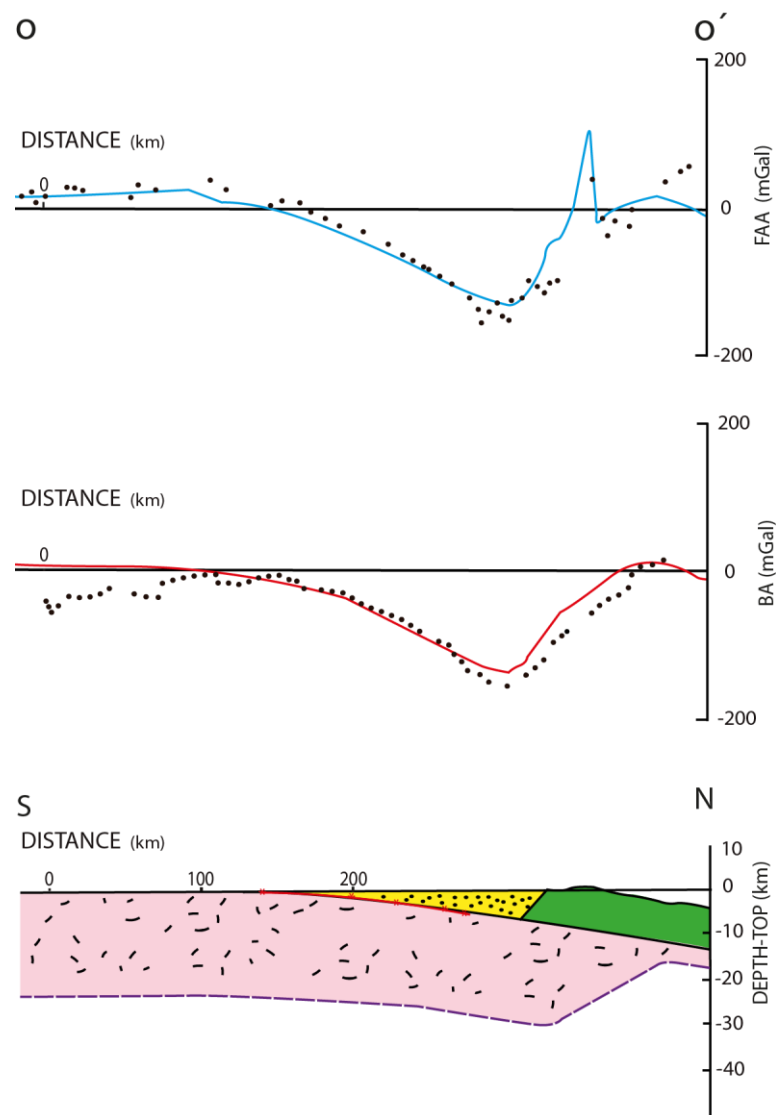 O O´
200
DISTANCE (km)
0
0
FAA (mGal)
-200
200
DISTANCE (km)
0
0
BA (mGal)
-200
S N
DISTANCE (km)
10
0 100 200
0
-10
-20
-30
-40
DEPTH-TOP (km)